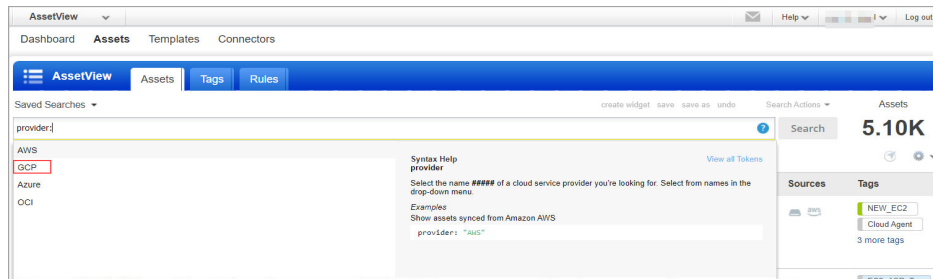 AssetView
Help
Log out
Dashboard Assets Templates Connectors
AssetView Assets Tags Rules
Saved Searches
create widget save save as undo
Search Actions
Assets
provider:
Search
5.10K
AWS
GCP
Azure
OCI
Syntax Help
View all Tokens
provider
Select the name ##### of a cloud service provider you're looking for. Select from names in the
drop-down menu.
Examples
Show assets synced from Amazon AWS
provider: "AWS"
Sources Tags
aws
NEW_EC2
Cloud Agent
3 more tags